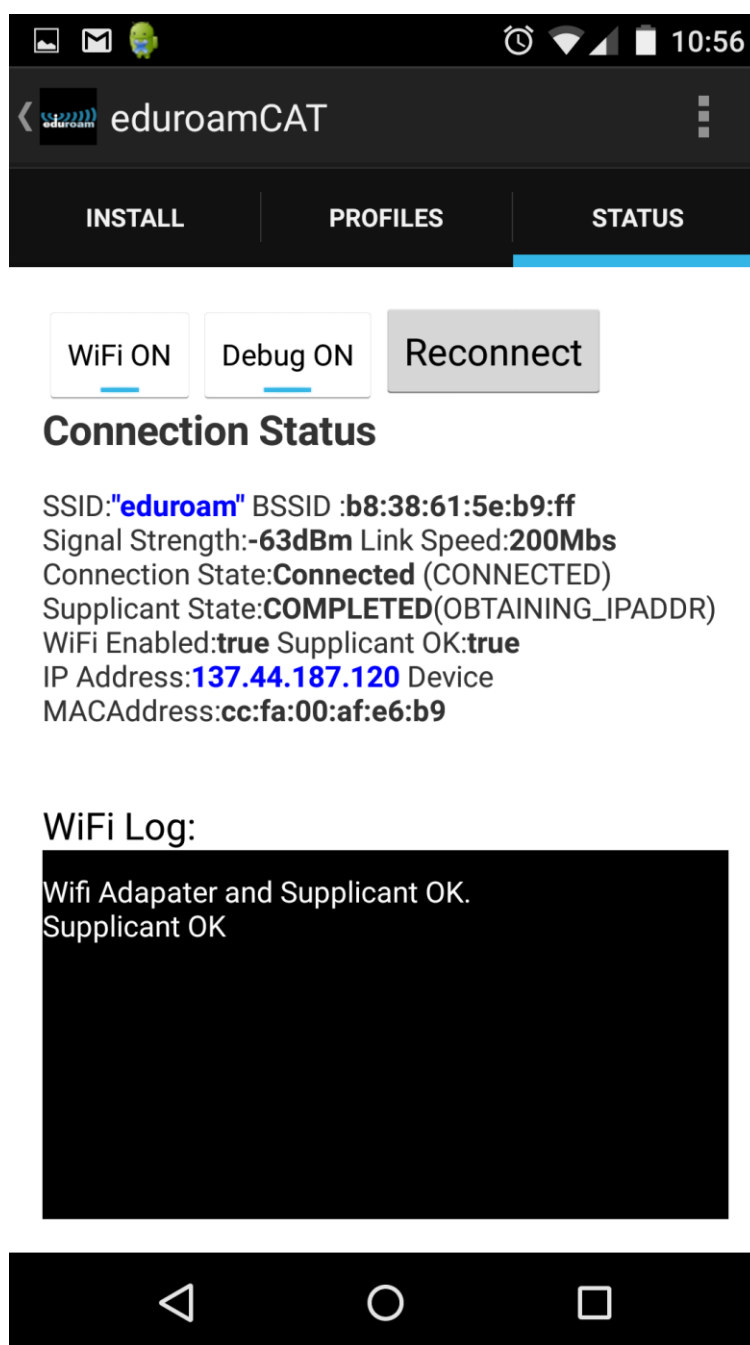 10:56
eduroam eduroamCAT
INSTALL PROFILES STATUS
WiFi ON Debug ON Reconnect
Connection Status
SSID:"eduroam" BSSID :b8:38:61:5e:b9:ff
Signal Strength:-63dBm Link Speed:200Mbs
Connection State:Connected (CONNECTED)
Supplicant State:COMPLETED(OBTAINING_IPADDR)
WiFi Enabled:true Supplicant OK:true
IP Address:137.44.187.120 Device
MACAddress:cc:fa:00:af:e6:b9
WiFi Log:
Wifi Adapater and Supplicant OK.
Supplicant OK